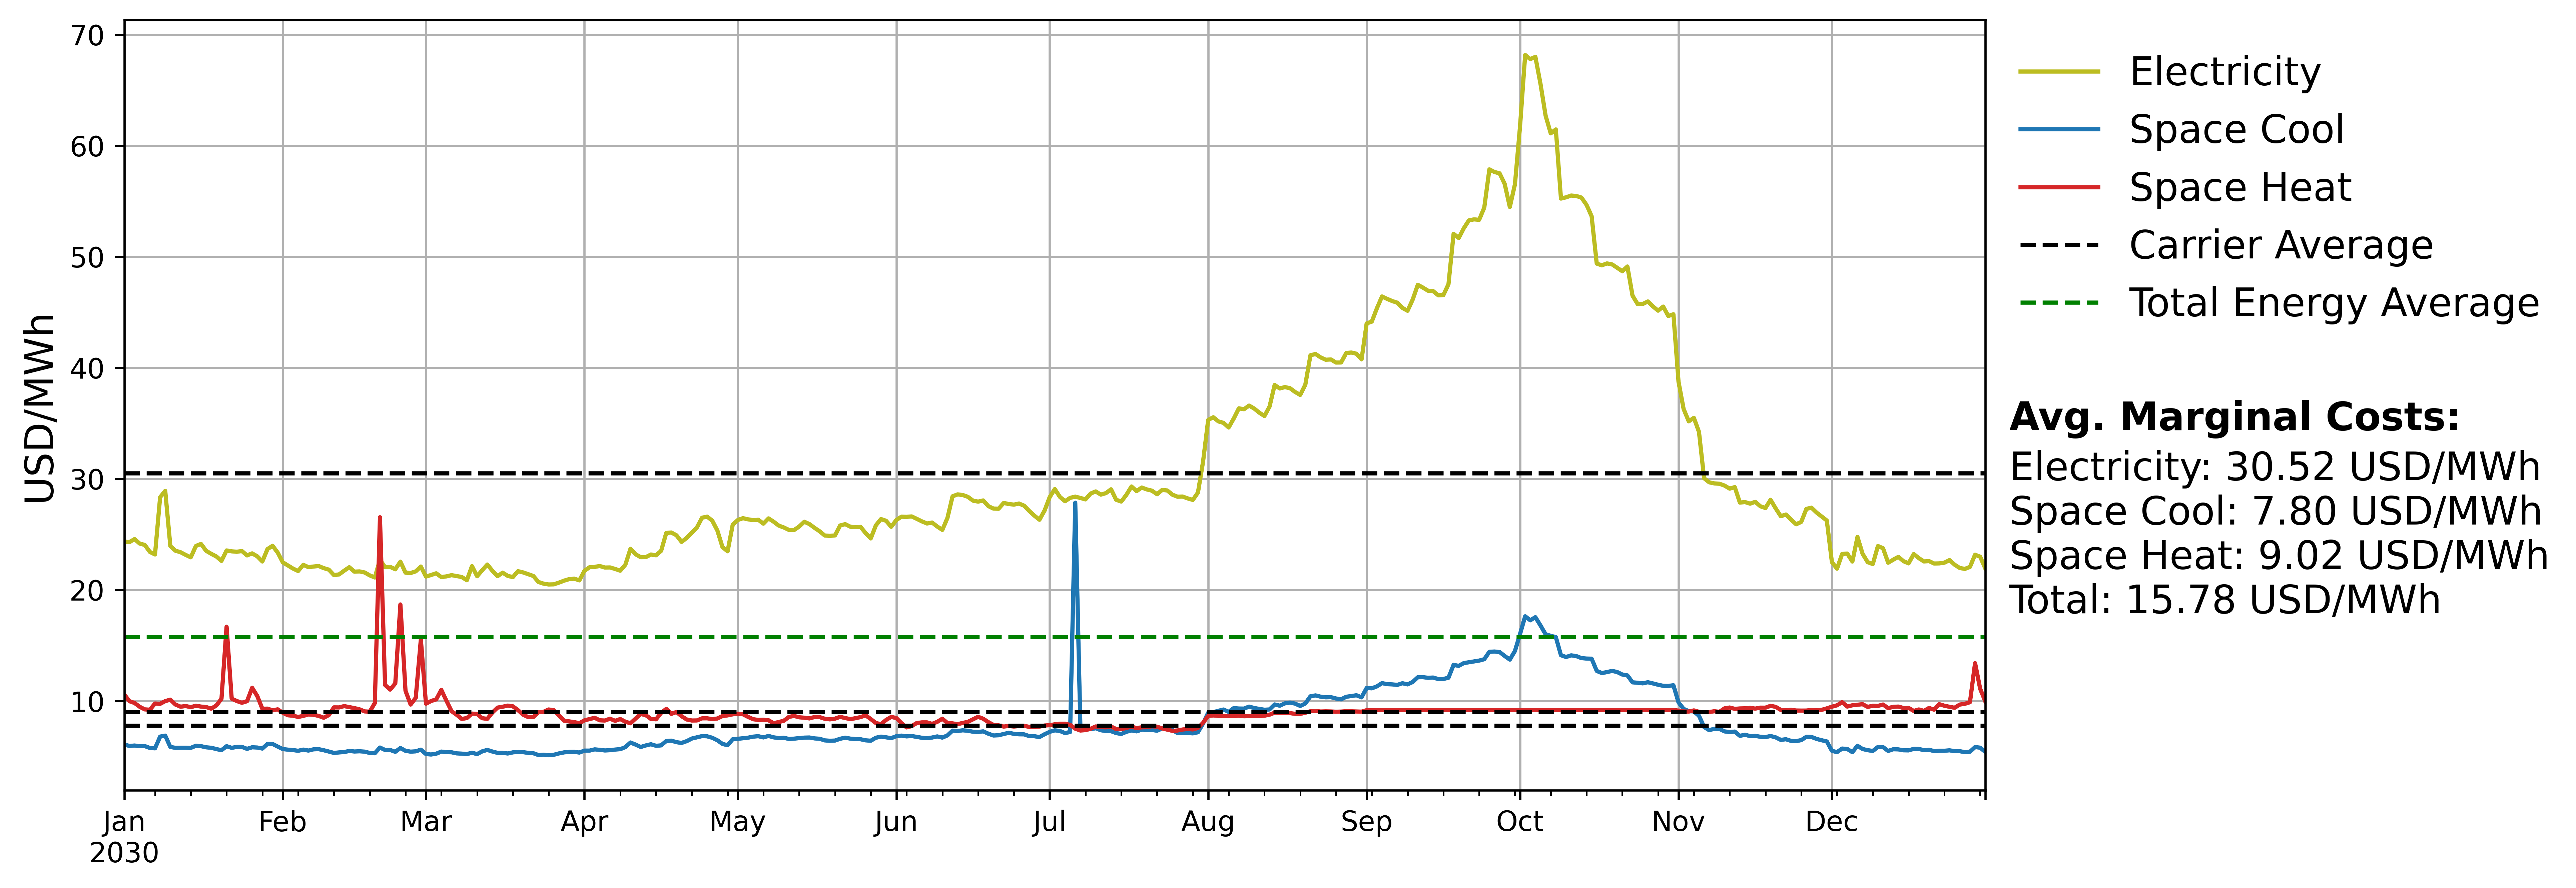 70
60
50
40
30
20
10
USD/MWh
Jan
2030
Feb
Mar
Apr
May
Jun
Jul
Aug
Sep
Oct
Nov
Dec
Electricity
Space Cool
Space Heat
Carrier Average
Total Energy Average
Avg. Marginal Costs:
Electricity: 30.52 USD/MWh
Space Cool: 7.80 USD/MWh
Space Heat: 9.02 USD/MWh
Total: 15.78 USD/MWh